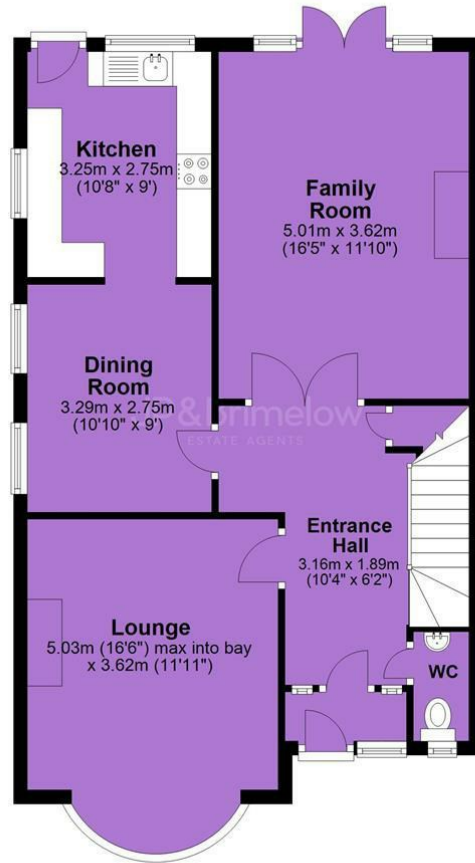 Kitchen
3.25m x 2.75m
(10'8" x 9')
Family
Room
5.01m x 3.62m
(16'5" x 11'10")
Dining
Room
3.29m x 2.75m
(10'10" x 9')
P&brimelow
ESTATE AGENTS
Entrance
Hall
3.16m x 1.89m
(10'4" x 6'2")
Lounge
5.03m (16'6") max into bay
x 3.62m (11'11")
WC